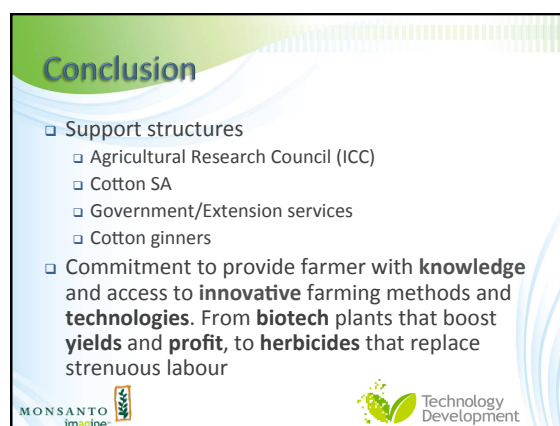 Conclusion
Support structures
Agricultural Research Council (ICC)
Cotton SA
Government/Extension services
Cotton ginners
Commitment to provide farmer with knowledge
and access to innovative farming methods and
technologies. From biotech plants that boost
yields and profit, to herbicides that replace
strenuous labour
MONSANTO
imagine™
Technology
Development